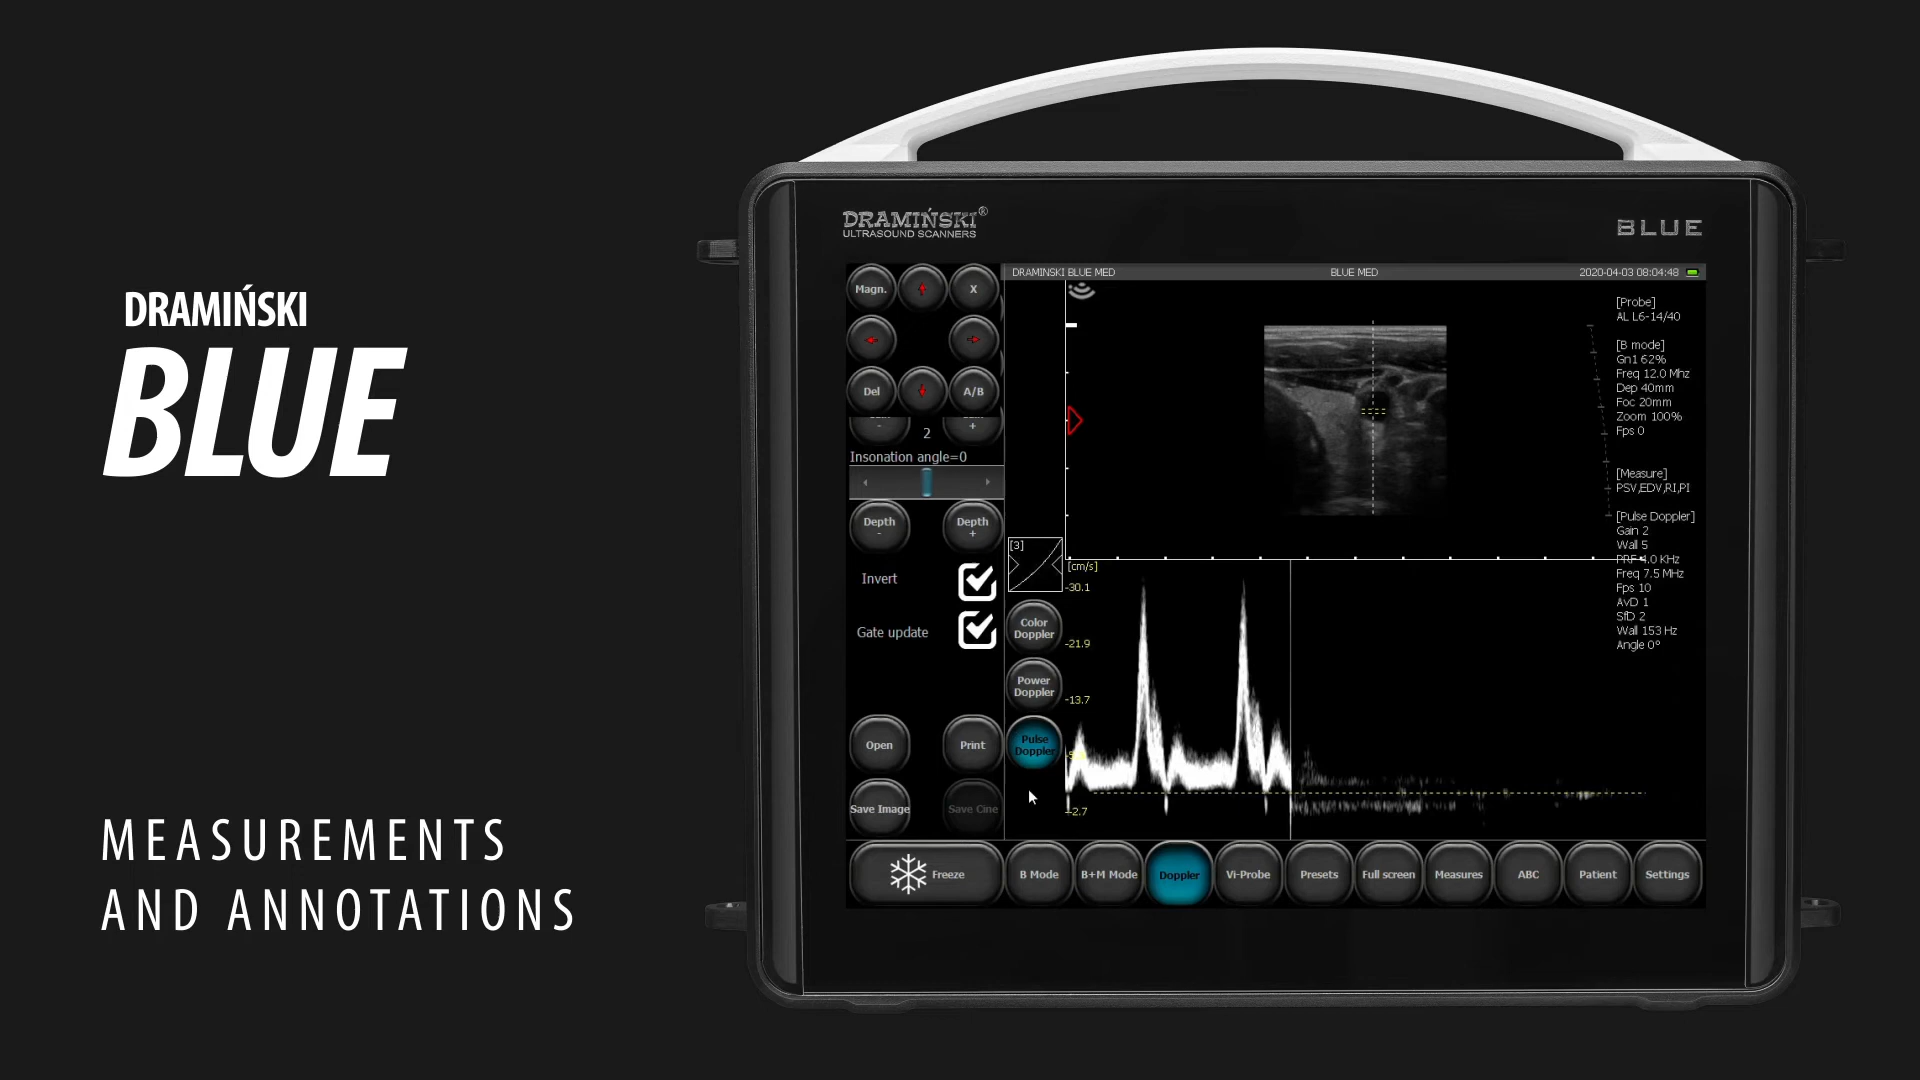 DRAMIŃSKI
BLUE
MEASUREMENTS
AND ANNOTATIONS
DRAMIŃSKI®
ULTRASOUND SCANNERS
BLUE
DRAMINSKI BLUE MED
BLUE MED
2020-04-03 08:04:48
Magn.
X
Del
A/B
-
2
+
Insonation angle=0
Depth
-
Depth
+
Invert
Gate update
Open
Print
Save Image
Save Cine
[3]
Color
Doppler
Power
Doppler
Pulse
Doppler
[cm/s]
-30.1
-21.9
-13.7
+2.7
[Probe]
AL L6-14/40
[B mode]
Gn1 62%
Freq 12.0 Mhz
Dep 40mm
Foc 20mm
Zoom 100%
Fps 0
[Measure]
PSV,EDV,RI,PI
[Pulse Doppler]
Gain 2
Wall 5
PRF 4.0 KHz
Freq 7.5 MHz
Fps 10
AvD 1
SfD 2
Wall 153 Hz
Angle 0°
Freeze
B Mode
B+M Mode
Doppler
Vi-Probe
Presets
Full screen
Measures
ABC
Patient
Settings